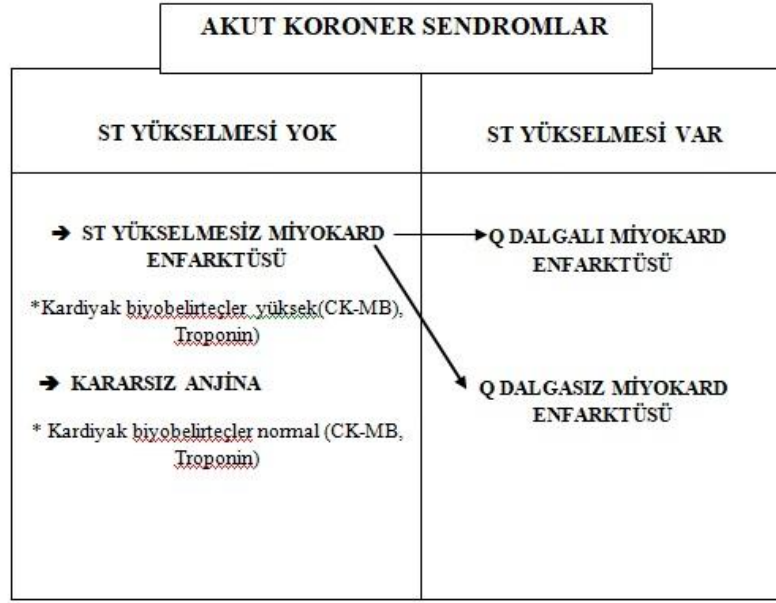 AKUT KORONER SENDROMLAR
ST YÜKSELMESİ YOK
ST YÜKSELMESİ VAR
➔ ST YÜKSELMESİZ MİYOKARD
ENFARKTÜSÜ
*Kardiyak biyobelirteçler yüksek(CK-MB),
Troponin)
➔ KARARSIZ ANJİNA
* Kardiyak biyobelirteçler normal (CK-MB,
Troponin)
Q DALGALI MİYOKARD
ENFARKTÜSÜ
Q DALGASIZ MİYOKARD
ENFARKTÜSÜ